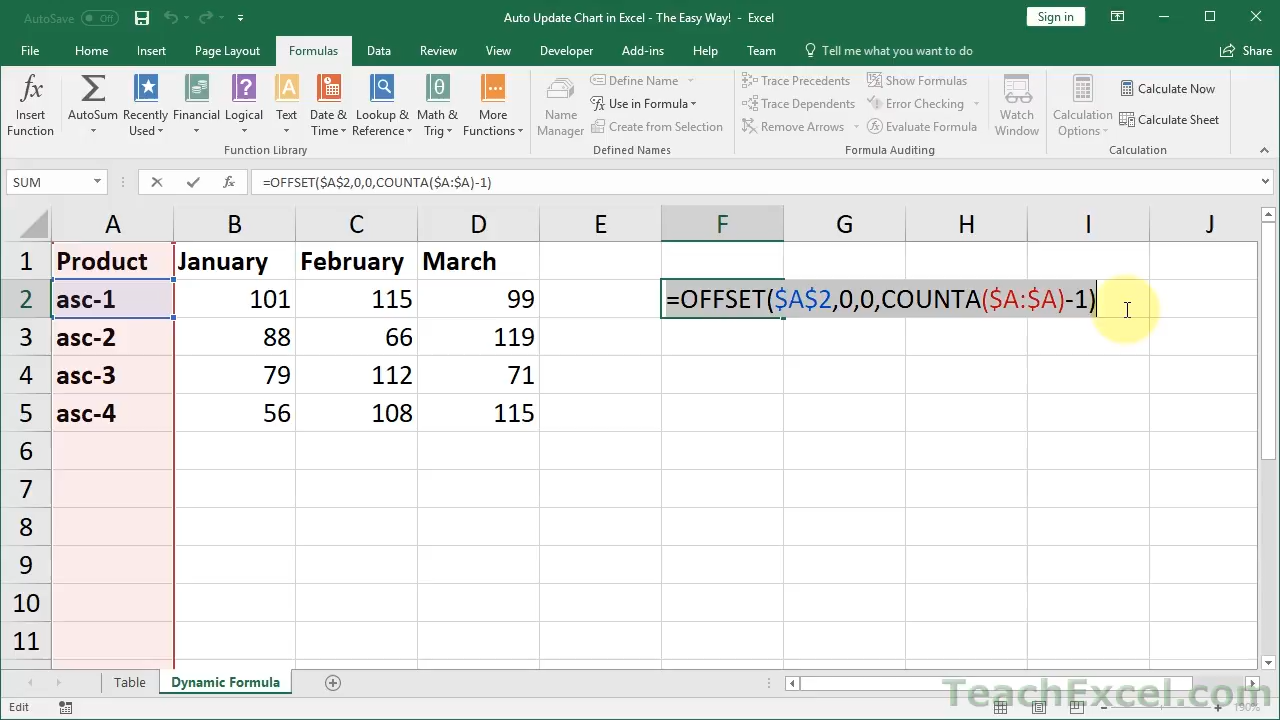 AutoSave Off
Auto Update Chart in Excel - The Easy Way! - Excel
Sign in
File Home Insert Page Layout Formulas Data Review View Developer Add-ins Help Team Tell me what you want to do Share
Insert Function
AutoSum
Recently Used
Financial
Logical
Text
Date & Time
Lookup & Reference
Math & Trig
More Functions
Function Library
Name Manager
Define Name
Use in Formula
Create from Selection
Defined Names
Trace Precedents
Trace Dependents
Remove Arrows
Show Formulas
Error Checking
Evaluate Formula
Watch Window
Formula Auditing
Calculation Options
Calculate Now
Calculate Sheet
Calculation
SUM
fx
=OFFSET($A$2,0,0,COUNTA($A:$A)-1)
A B C D E F G H I J
1 Product January February March
2 asc-1 101 115 99 =OFFSET($A$2,0,0,COUNTA($A:$A)-1)
3 asc-2 88 66 119
4 asc-3 79 112 71
5 asc-4 56 108 115
6
7
8
9
10
11
Table Dynamic Formula
TeachExcel.com
Edit
190%